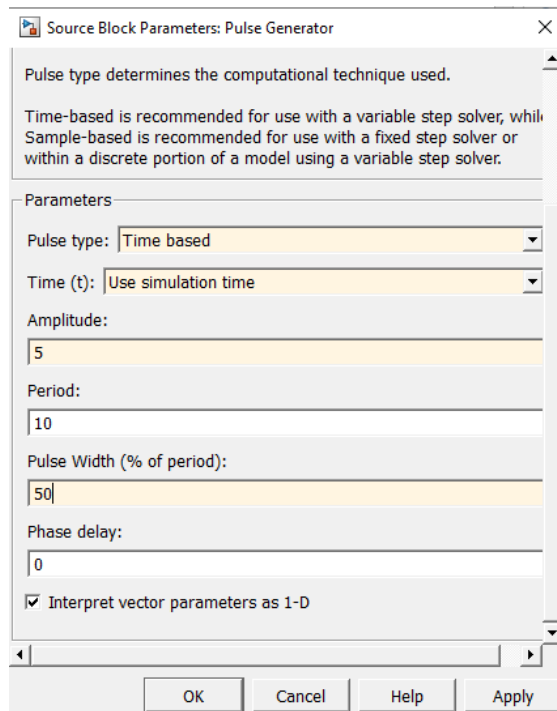 Source Block Parameters: Pulse Generator
Pulse type determines the computational technique used.
Time-based is recommended for use with a variable step solver, while
Sample-based is recommended for use with a fixed step solver or
within a discrete portion of a model using a variable step solver.
Parameters
Pulse type: Time based
Time (t): Use simulation time
Amplitude:
5
Period:
10
Pulse Width (% of period):
50
Phase delay:
0
Interpret vector parameters as 1-D
OK Cancel Help Apply